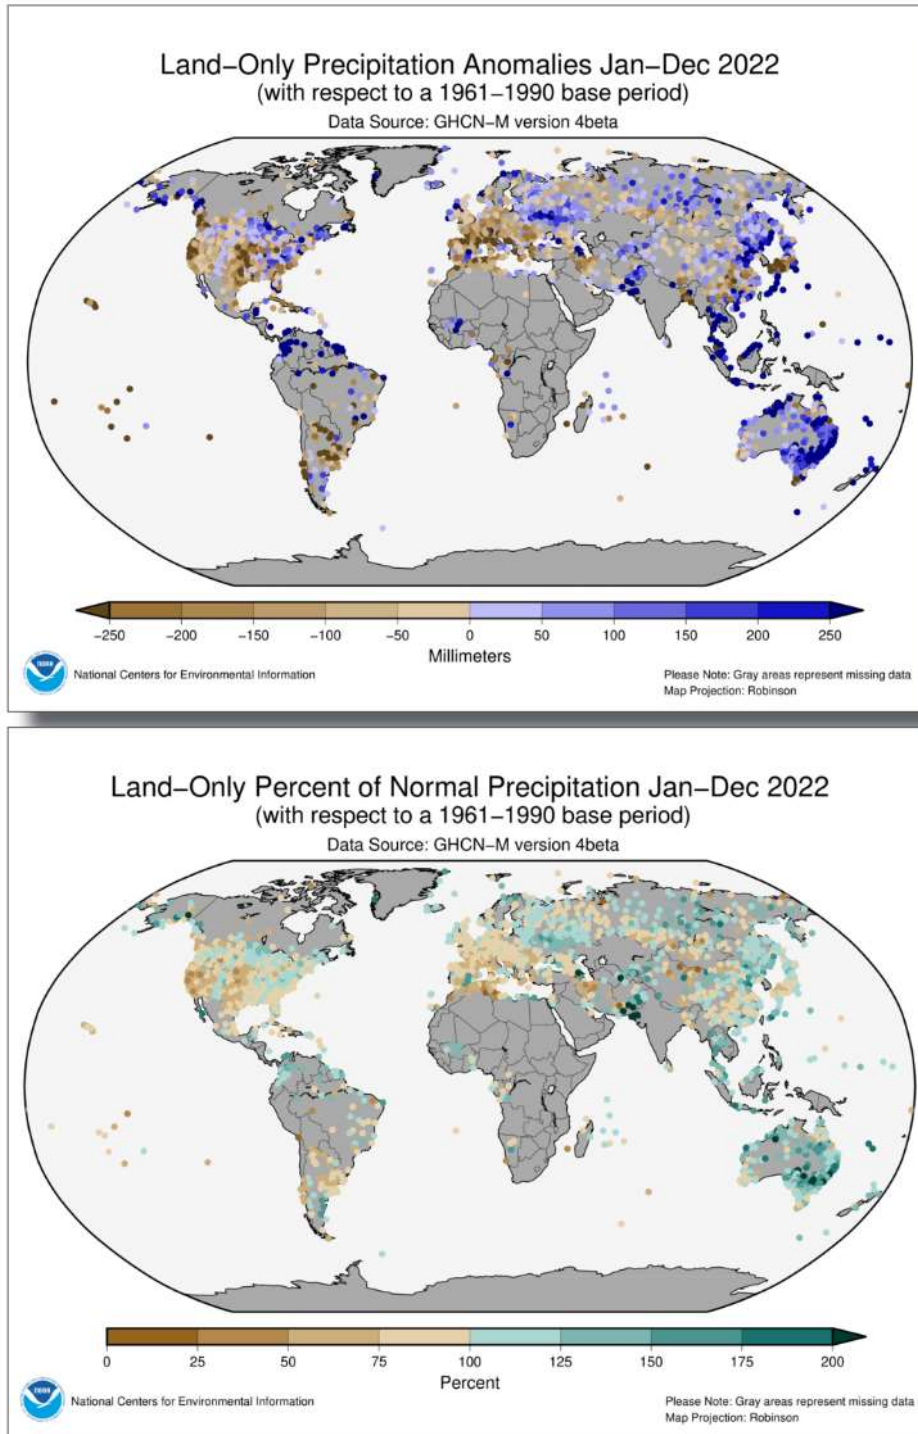 Land−Only Precipitation Anomalies Jan−Dec 2022
(with respect to a 1961−1990 base period)
Data Source: GHCN−M version 4beta
−250 −200 −150 −100 −50 0 50 100 150 200 250
Millimeters
NOAA
National Centers for Environmental Information
Please Note: Gray areas represent missing data
Map Projection: Robinson
Land−Only Percent of Normal Precipitation Jan−Dec 2022
(with respect to a 1961−1990 base period)
Data Source: GHCN−M version 4beta
0 25 50 75 100 125 150 175 200
Percent
NOAA
National Centers for Environmental Information
Please Note: Gray areas represent missing data
Map Projection: Robinson